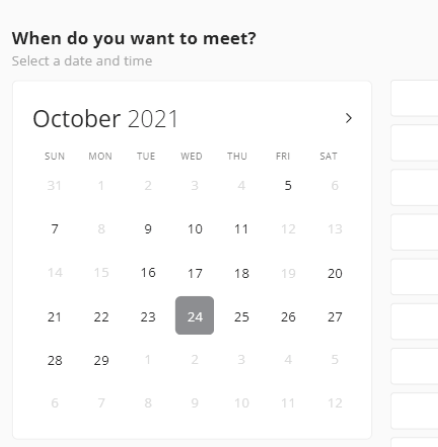 When do you want to meet?
Select a date and time
October 2021
SUN MON TUE WED THU FRI SAT
31 1 2 3 4 5 6
7 8 9 10 11 12 13
14 15 16 17 18 19 20
21 22 23 24 25 26 27
28 29 1 2 3 4 5
6 7 8 9 10 11 12